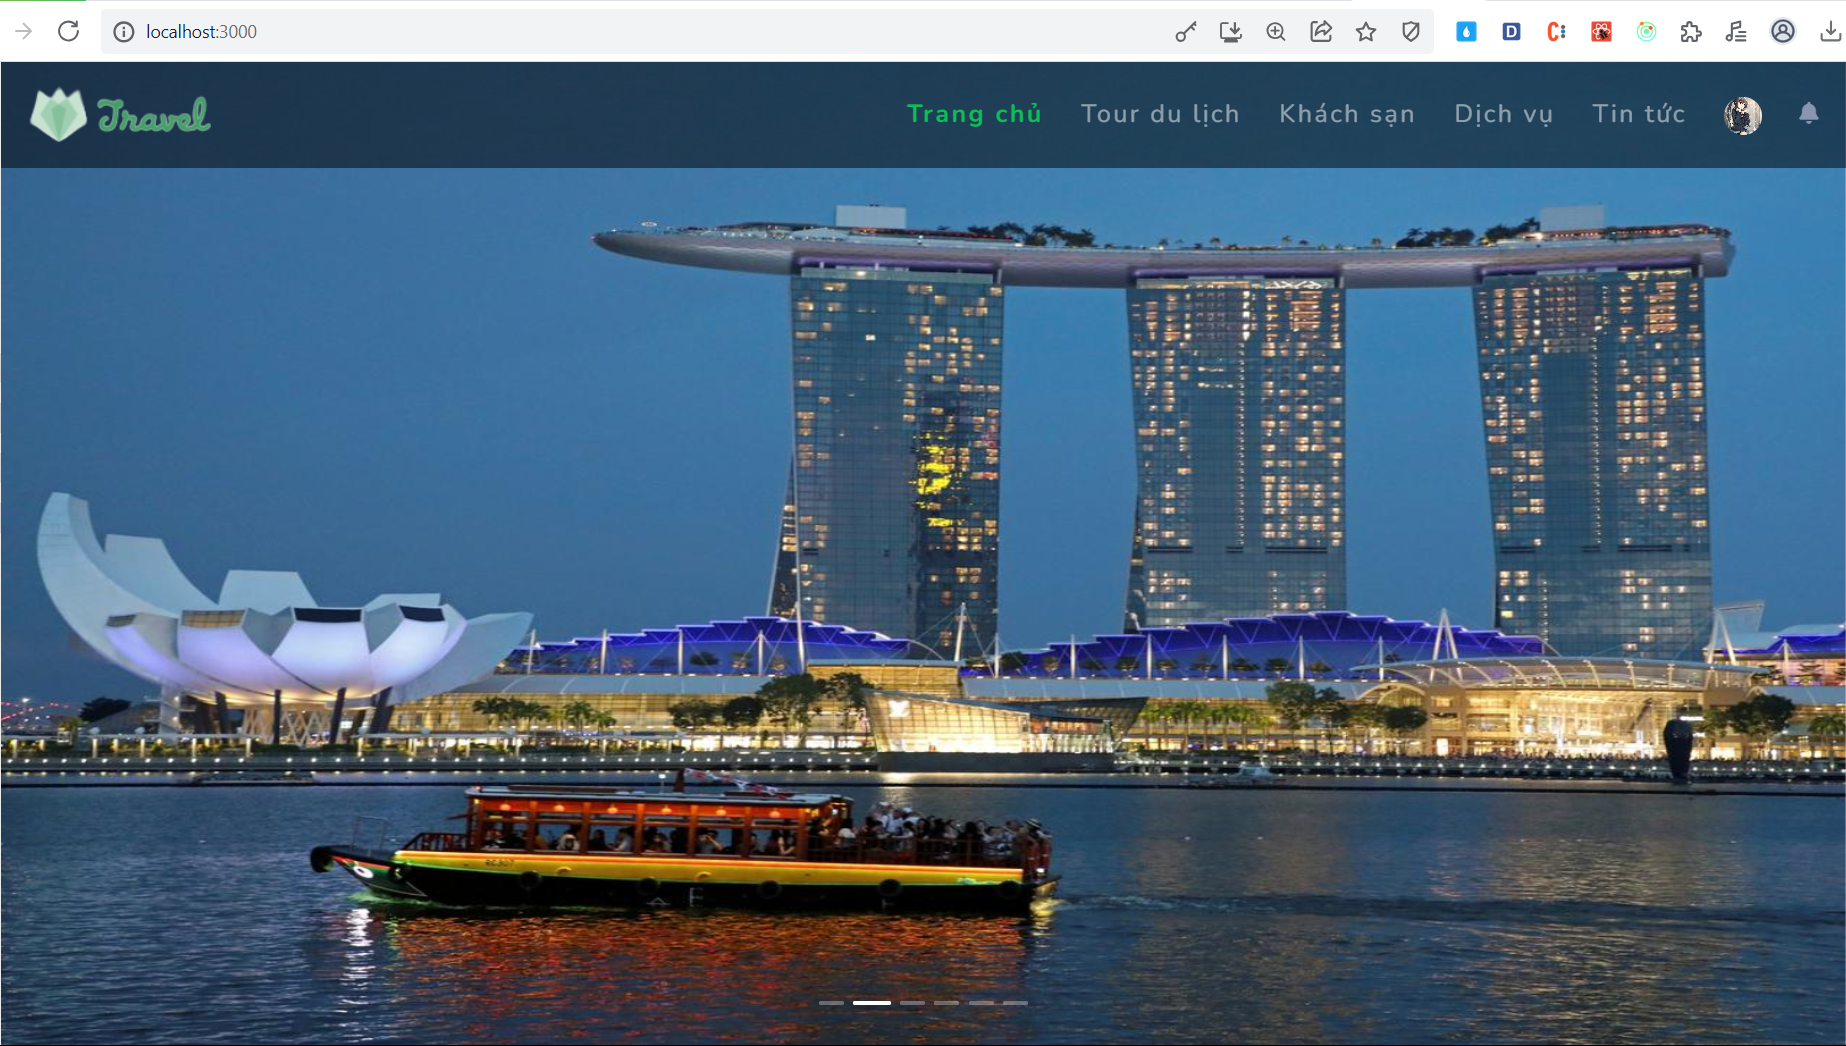 localhost:3000
Travel
Trang chủ Tour du lịch Khách sạn Dịch vụ Tin tức